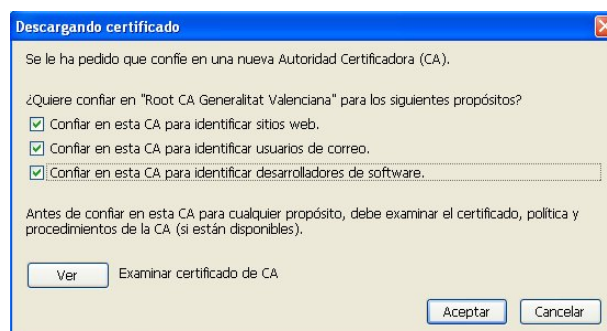 Descargando certificado
Se le ha pedido que confíe en una nueva Autoridad Certificadora (CA).
¿Quiere confiar en "Root CA Generalitat Valenciana" para los siguientes propósitos?
Confiar en esta CA para identificar sitios web.
Confiar en esta CA para identificar usuarios de correo.
Confiar en esta CA para identificar desarrolladores de software.
Antes de confiar en esta CA para cualquier propósito, debe examinar el certificado, política y
procedimientos de la CA (si están disponibles).
Ver Examinar certificado de CA
Aceptar Cancelar